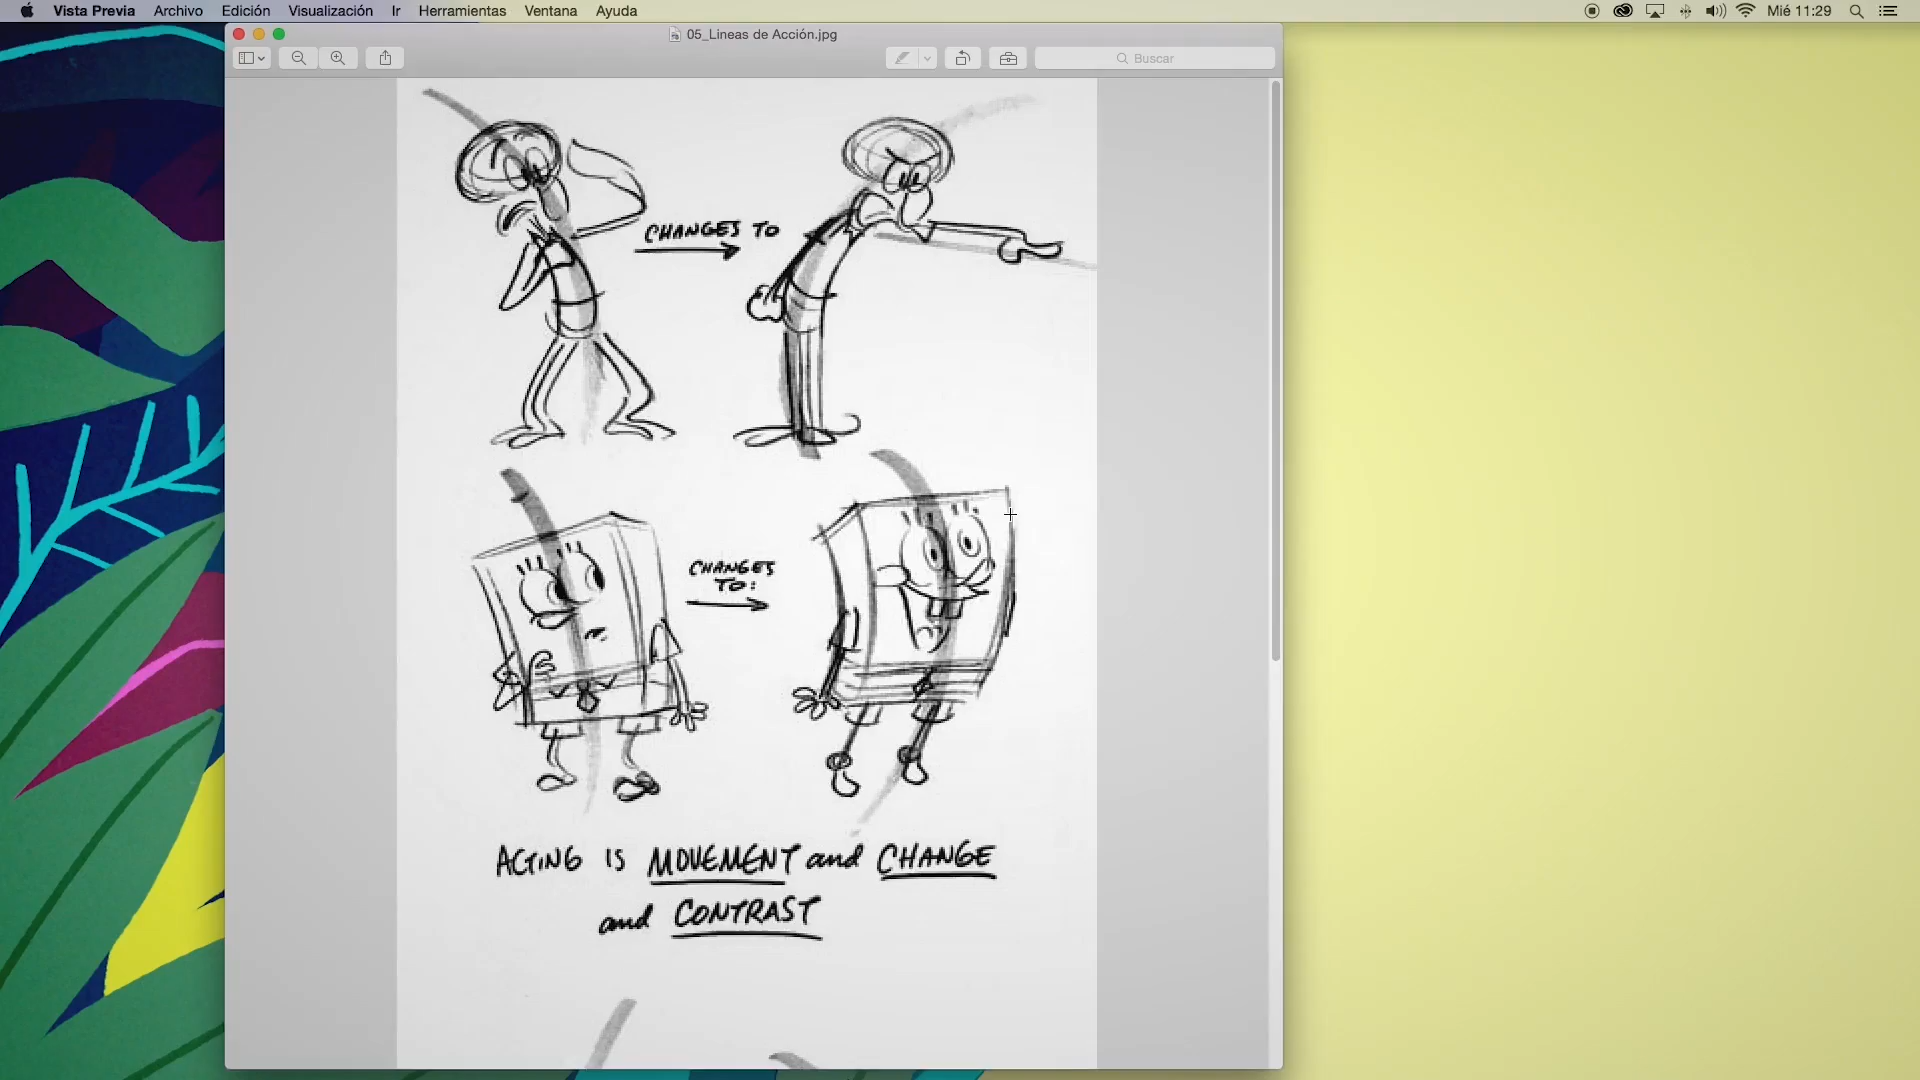 Vista Previa Archivo Edición Visualización Ir Herramientas Ventana Ayuda Mié 11:29
05_Lineas de Acción.jpg
Buscar
CHANGES TO
CHANGES
TO:
ACTING IS MOVEMENT and CHANGE
and CONTRAST